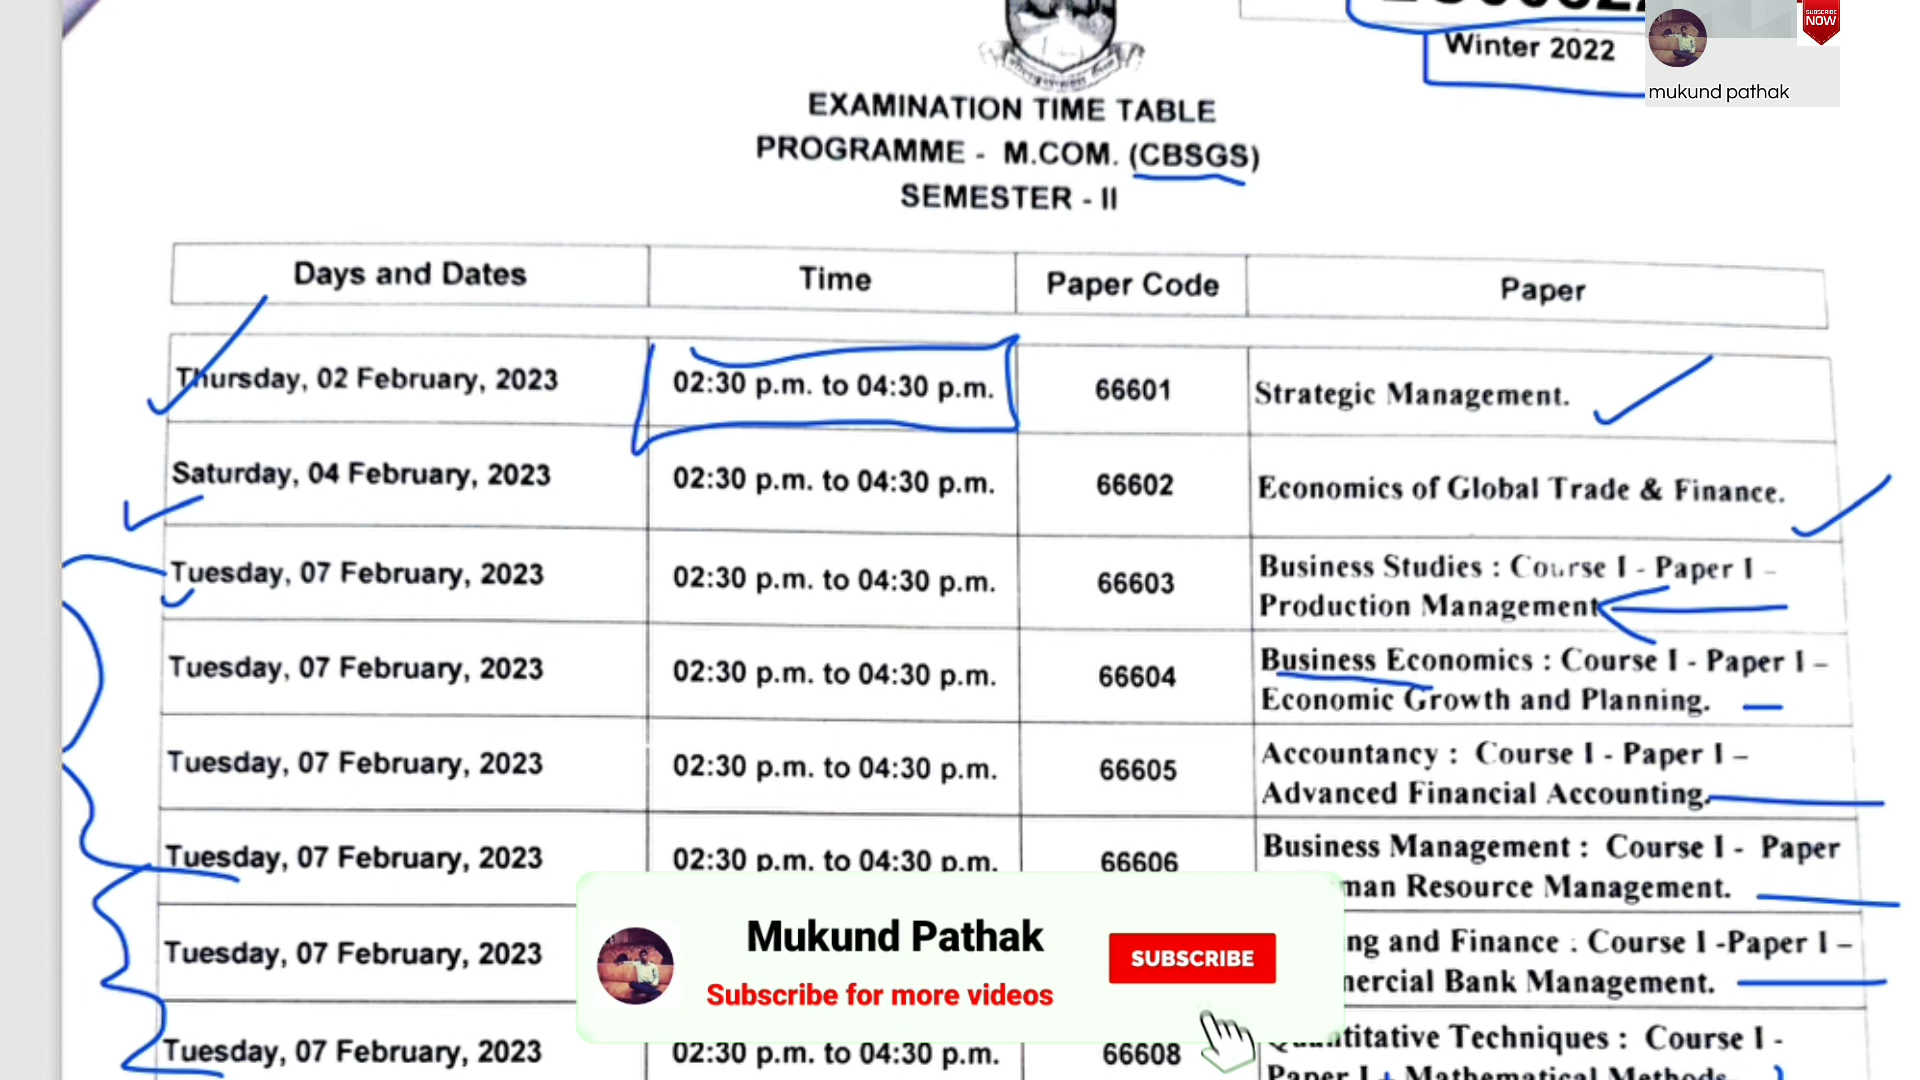 SUBSCRIBE
NOW
Winter 2022
mukund pathak
EXAMINATION TIME TABLE
PROGRAMME - M.COM. (CBSGS)
SEMESTER - II
Days and Dates Time Paper Code Paper
Thursday, 02 February, 2023 02:30 p.m. to 04:30 p.m. 66601 Strategic Management.
Saturday, 04 February, 2023 02:30 p.m. to 04:30 p.m. 66602 Economics of Global Trade & Finance.
Tuesday, 07 February, 2023 02:30 p.m. to 04:30 p.m. 66603 Business Studies : Course I - Paper I –
Production Management
Tuesday, 07 February, 2023 02:30 p.m. to 04:30 p.m. 66604 Business Economics : Course I - Paper I –
Economic Growth and Planning.
Tuesday, 07 February, 2023 02:30 p.m. to 04:30 p.m. 66605 Accountancy : Course I - Paper I –
Advanced Financial Accounting.
Tuesday, 07 February, 2023 02:30 p.m. to 04:30 p.m. 66606 Business Management : Course I - Paper
Resource Management.
Tuesday, 07 February, 2023 and Finance : Course I -Paper I –
Bank Management.
Mukund Pathak
SUBSCRIBE
Subscribe for more videos
Tuesday, 07 February, 2023 02:30 p.m. to 04:30 p.m. 66608 Quantitative Techniques : Course I -
Paper I - Mathematical Methods